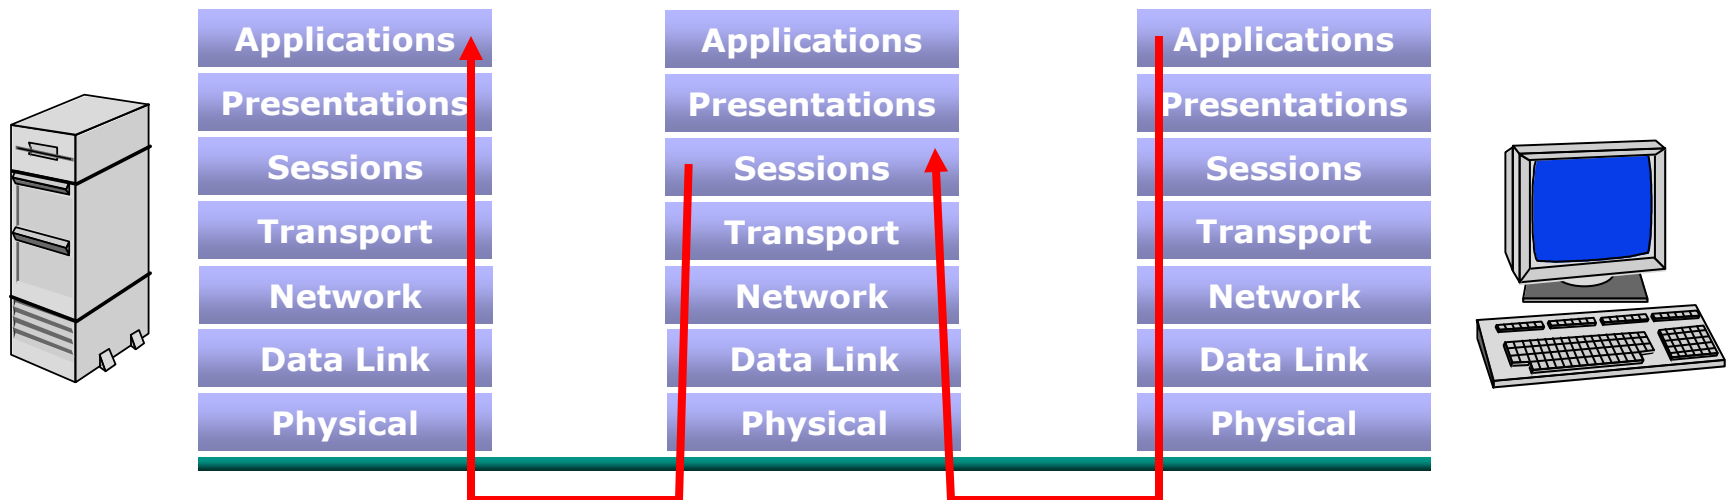 Applications
Presentations
Sessions
Transport
Network
Data Link
Physical
Applications
Presentations
Sessions
Transport
Network
Data Link
Physical
Applications
Presentations
Sessions
Transport
Network
Data Link
Physical